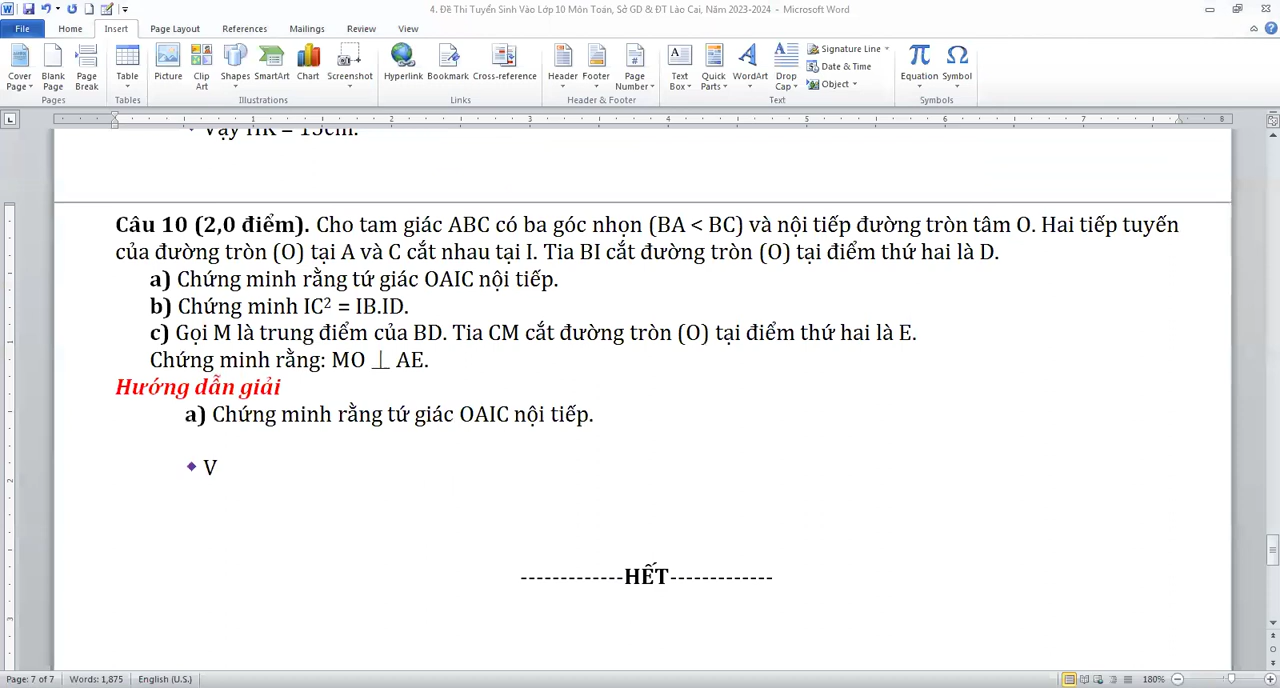 4. Đề Thi Tuyển Sinh Vào Lớp 10 Môn Toán, Sở GD & ĐT Lào Cai, Năm 2023-2024 - Microsoft Word
File Home Insert Page Layout References Mailings Review View
Cover Page Blank Page Page Break Table Picture Clip Art Shapes SmartArt Chart Screenshot Hyperlink Bookmark Cross-reference Header Footer Page Number Text Box Quick Parts WordArt Drop Cap Signature Line Date & Time Object Equation Symbol
Pages Tables Illustrations Links Header & Footer Text Symbols
1 2 3 4 5 6 7 8
Vậy HK = 15cm.
Câu 10 (2,0 điểm). Cho tam giác ABC có ba góc nhọn (BA < BC) và nội tiếp đường tròn tâm O. Hai tiếp tuyến
của đường tròn (O) tại A và C cắt nhau tại I. Tia BI cắt đường tròn (O) tại điểm thứ hai là D.
a) Chứng minh rằng tứ giác OAIC nội tiếp.
b) Chứng minh IC² = IB.ID.
c) Gọi M là trung điểm của BD. Tia CM cắt đường tròn (O) tại điểm thứ hai là E.
Chứng minh rằng: MO ⊥ AE.
Hướng dẫn giải
a) Chứng minh rằng tứ giác OAIC nội tiếp.
V
-------------HẾT-------------
Page: 7 of 7 Words: 1,875 English (U.S.) 180%